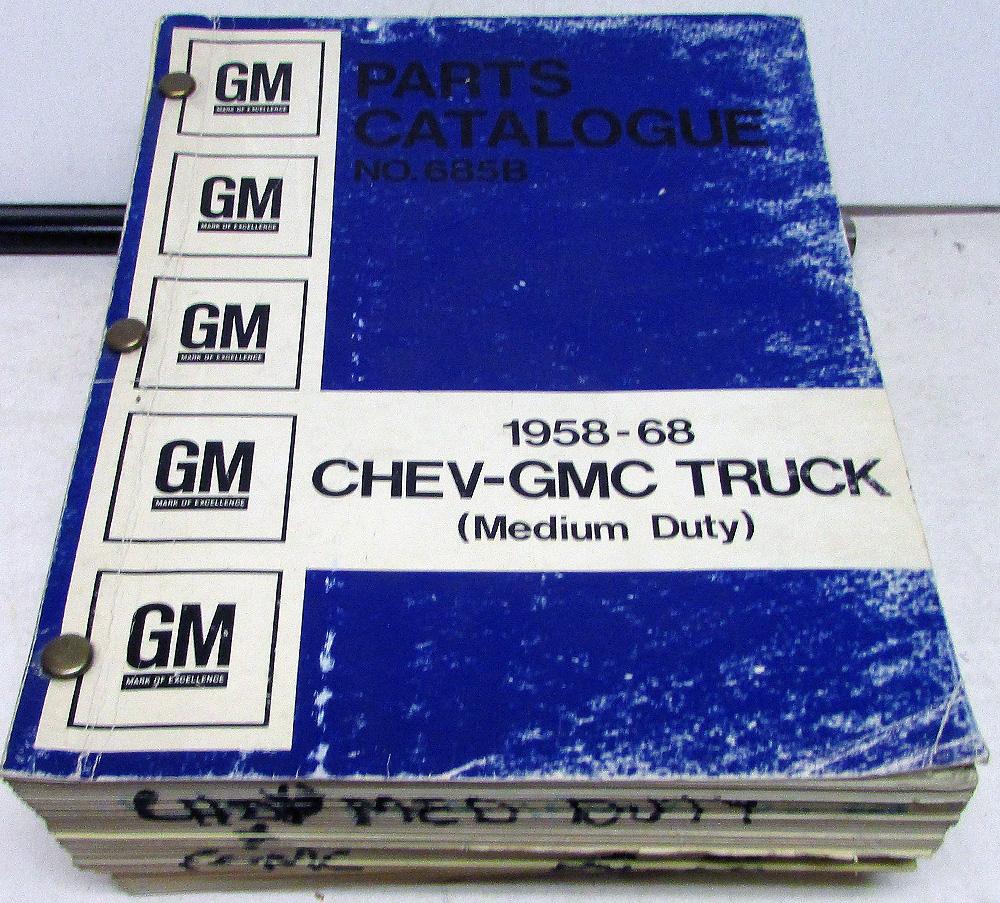 GM
MARK OF EXCELLENCE
GM
MARK OF EXCELLENCE
GM
MARK OF EXCELLENCE
GM
MARK OF EXCELLENCE
GM
MARK OF EXCELLENCE
PARTS
CATALOGUE
NO. 685B
1958-68
CHEV-GMC TRUCK
(Medium Duty)
MED DUTY